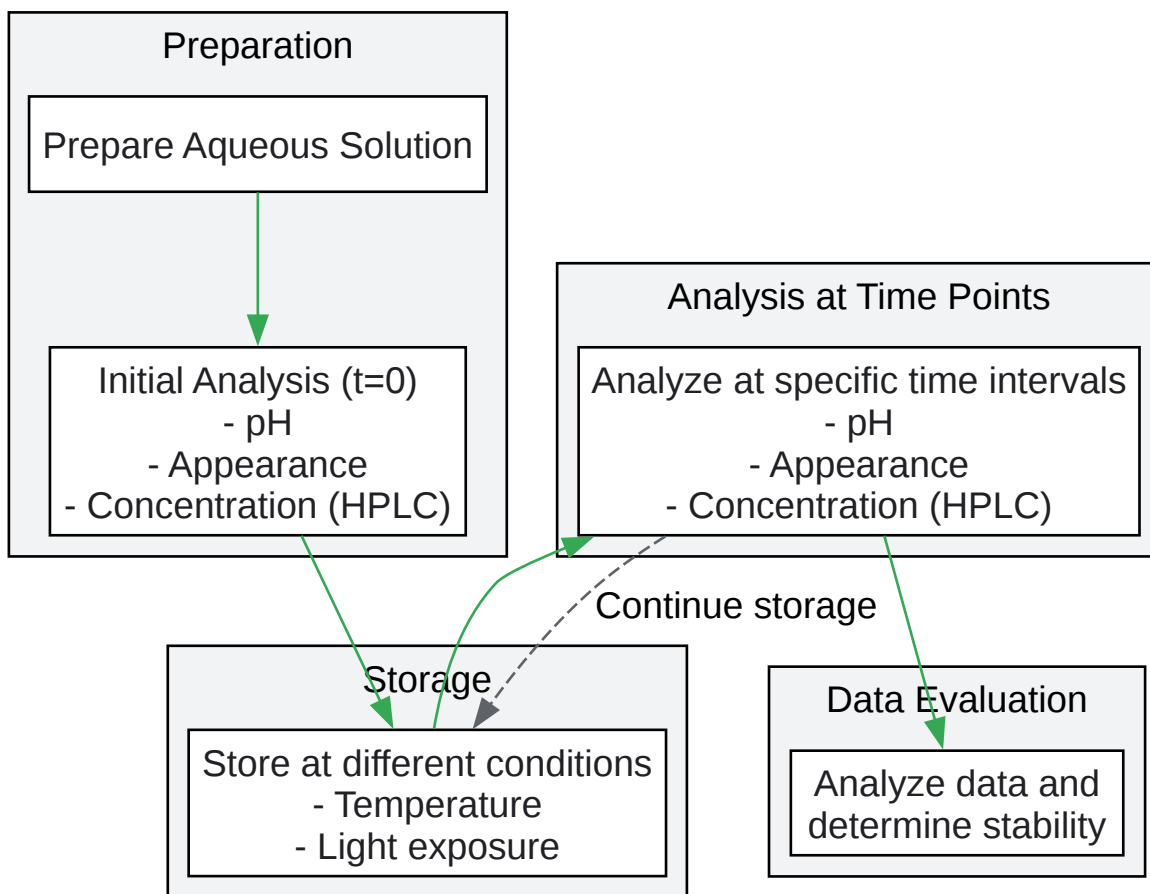 Preparation
Prepare Aqueous Solution
Initial Analysis (t=0)
- pH
- Appearance
- Concentration (HPLC)
Analysis at Time Points
Analyze at specific time intervals
- pH
- Appearance
- Concentration (HPLC)
Continue storage
Storage
Store at different conditions
- Temperature
- Light exposure
Data Evaluation
Analyze data and
determine stability